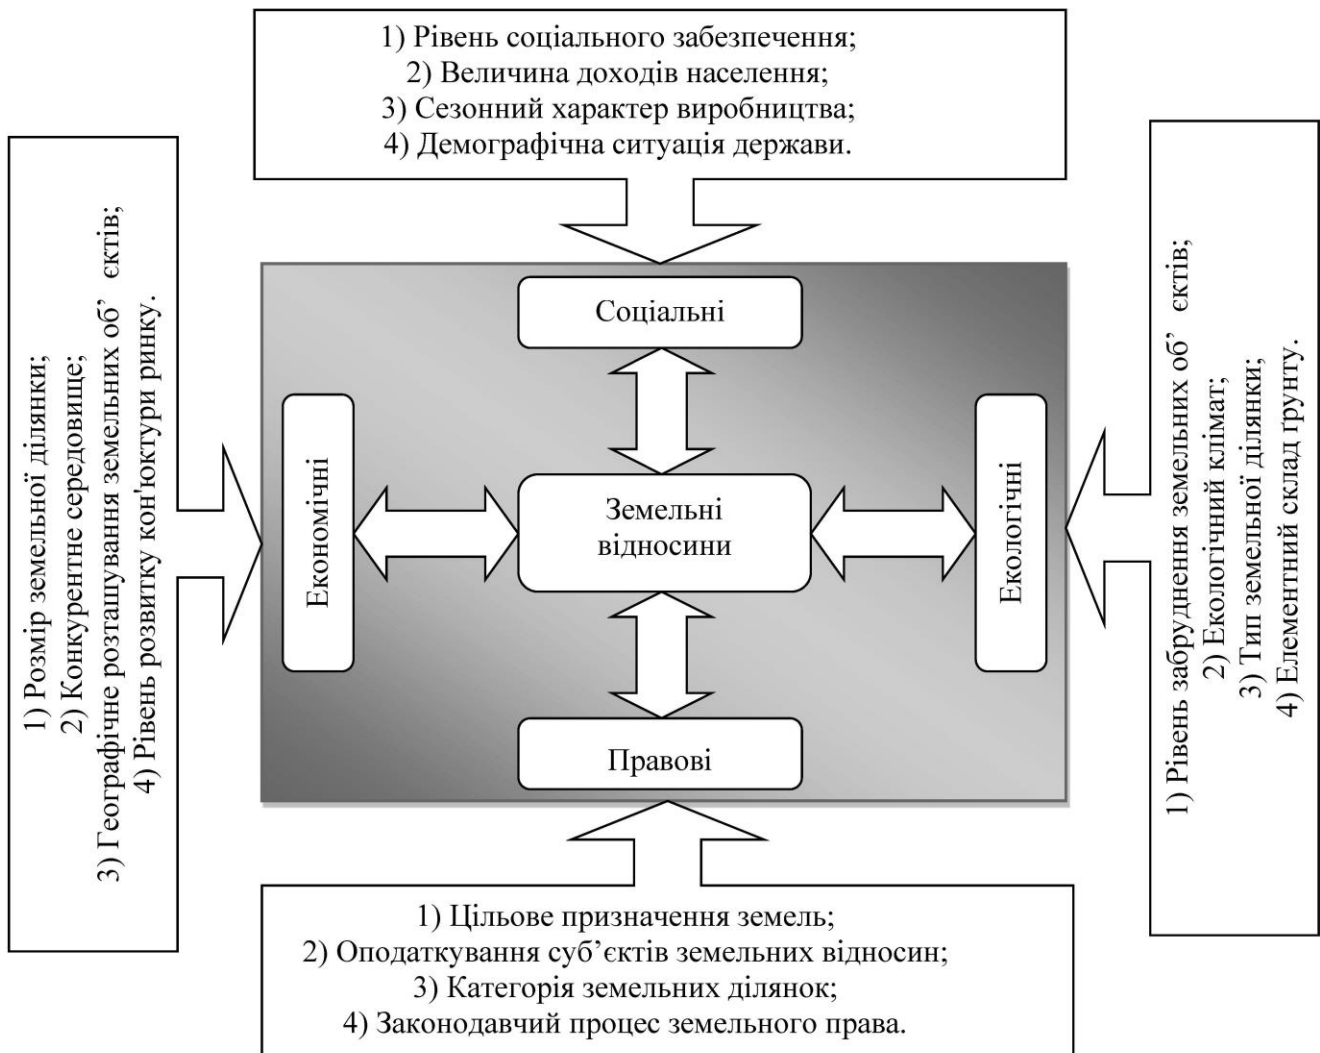 1) Рівень соціального забезпечення;
2) Величина доходів населення;
3) Сезонний характер виробництва;
4) Демографічна ситуація держави.
1) Розмір земельної ділянки;
2) Конкурентне середовище;
3) Географічне розташування земельних об’ єктів;
4) Рівень розвитку кон'юктури ринку.
Соціальні
Економічні
Земельні
відносини
Екологічні
Правові
1) Рівень забруднення земельних об’ єктів;
2) Екологічний клімат;
3) Тип земельної ділянки;
4) Елементний склад ґрунту.
1) Цільове призначення земель;
2) Оподаткування суб’єктів земельних відносин;
3) Категорія земельних ділянок;
4) Законодавчий процес земельного права.